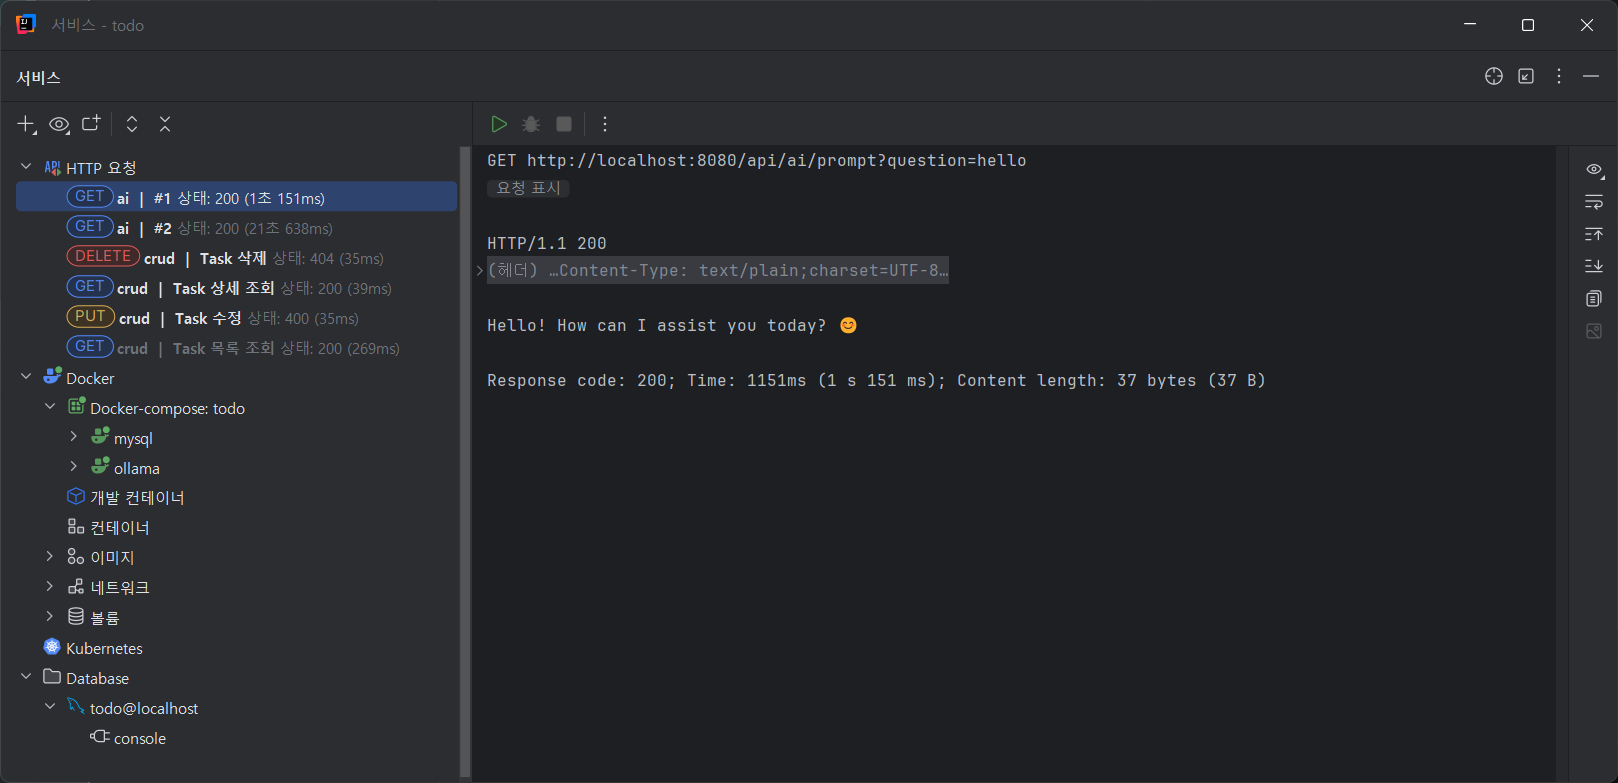 서비스 - todo
서비스
HTTP 요청
GET ai | #1 상태: 200 (1초 151ms)
GET ai | #2 상태: 200 (21초 638ms)
DELETE crud | Task 삭제 상태: 404 (35ms)
GET crud | Task 상세 조회 상태: 200 (39ms)
PUT crud | Task 수정 상태: 400 (35ms)
GET crud | Task 목록 조회 상태: 200 (269ms)
Docker
Docker-compose: todo
mysql
ollama
개발 컨테이너
컨테이너
이미지
네트워크
볼륨
Kubernetes
Database
todo@localhost
console
GET http://localhost:8080/api/ai/prompt?question=hello
요청 표시
HTTP/1.1 200
(헤더) …Content-Type: text/plain;charset=UTF-8…
Hello! How can I assist you today? 😊
Response code: 200; Time: 1151ms (1 s 151 ms); Content length: 37 bytes (37 B)